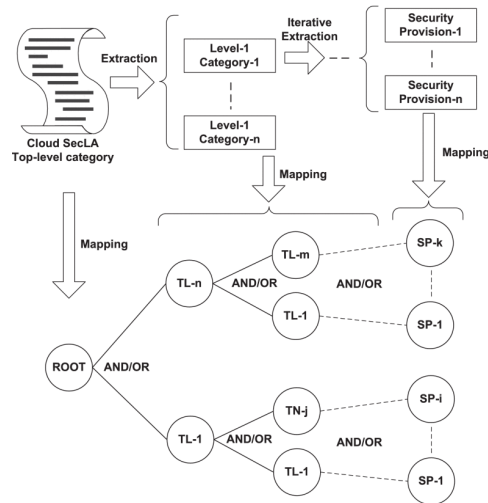 Extraction
Level-1
Category-1
Level-1
Category-n
Iterative
Extraction
Security
Provision-1
Security
Provision-n
Cloud SecLA
Top-level category
Mapping
Mapping
Mapping
TL-n
AND/OR
TL-m
TL-1
AND/OR
SP-k
SP-1
ROOT
AND/OR
TL-1
AND/OR
TN-j
TL-1
AND/OR
SP-i
SP-1